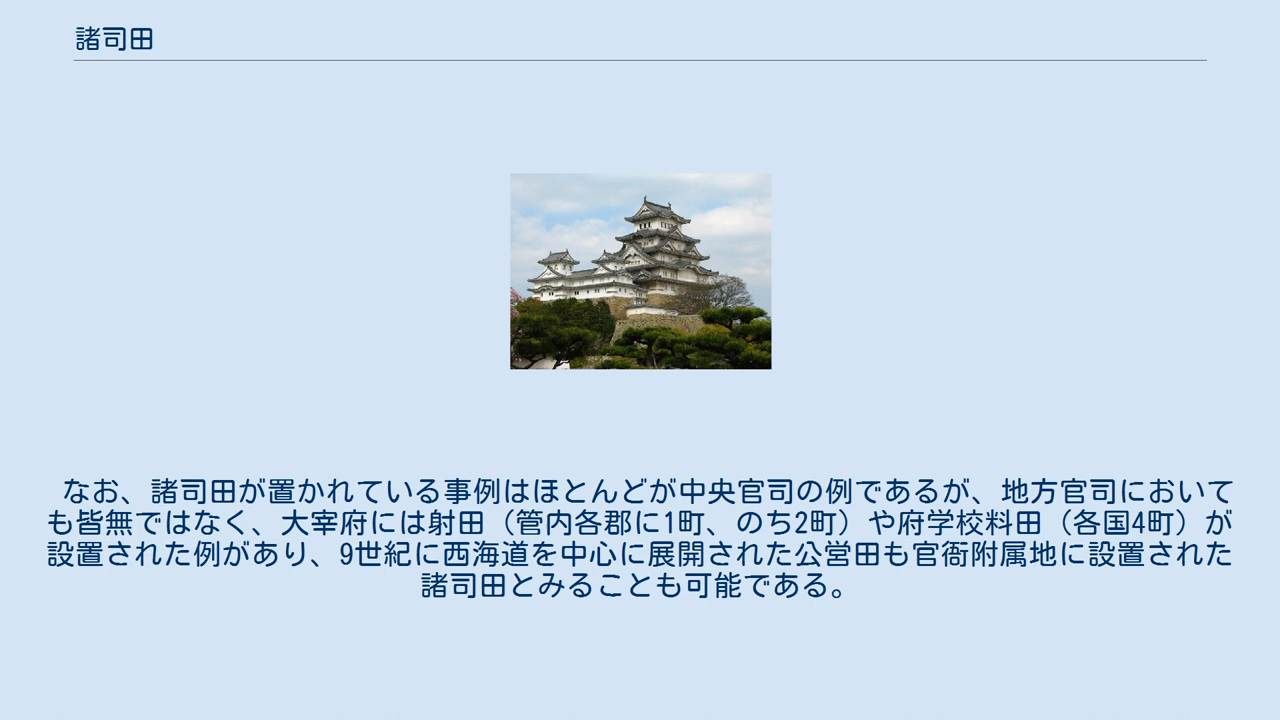 諸司田
なお、諸司田が置かれている事例はほとんどが中央官司の例であるが、地方官司において
も皆無ではなく、大宰府には射田（管内各郡に1町、のち2町）や府学校料田（各国4町）が
設置された例があり、9世紀に西海道を中心に展開された公営田も官衙附属地に設置された
諸司田とみることも可能である。